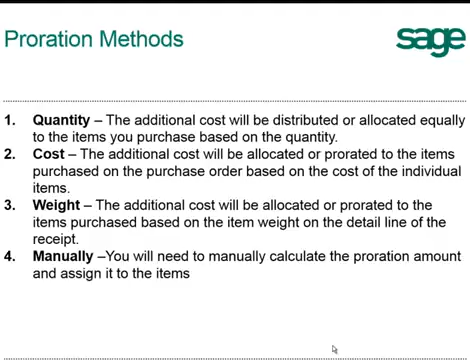 Proration Methods
sage
1. Quantity – The additional cost will be distributed or allocated equally
to the items you purchase based on the quantity.
2. Cost – The additional cost will be allocated or prorated to the items
purchased on the purchase order based on the cost of the individual
items.
3. Weight – The additional cost will be allocated or prorated to the
items purchased based on the item weight on the detail line of the
receipt.
4. Manually –You will need to manually calculate the proration amount
and assign it to the items